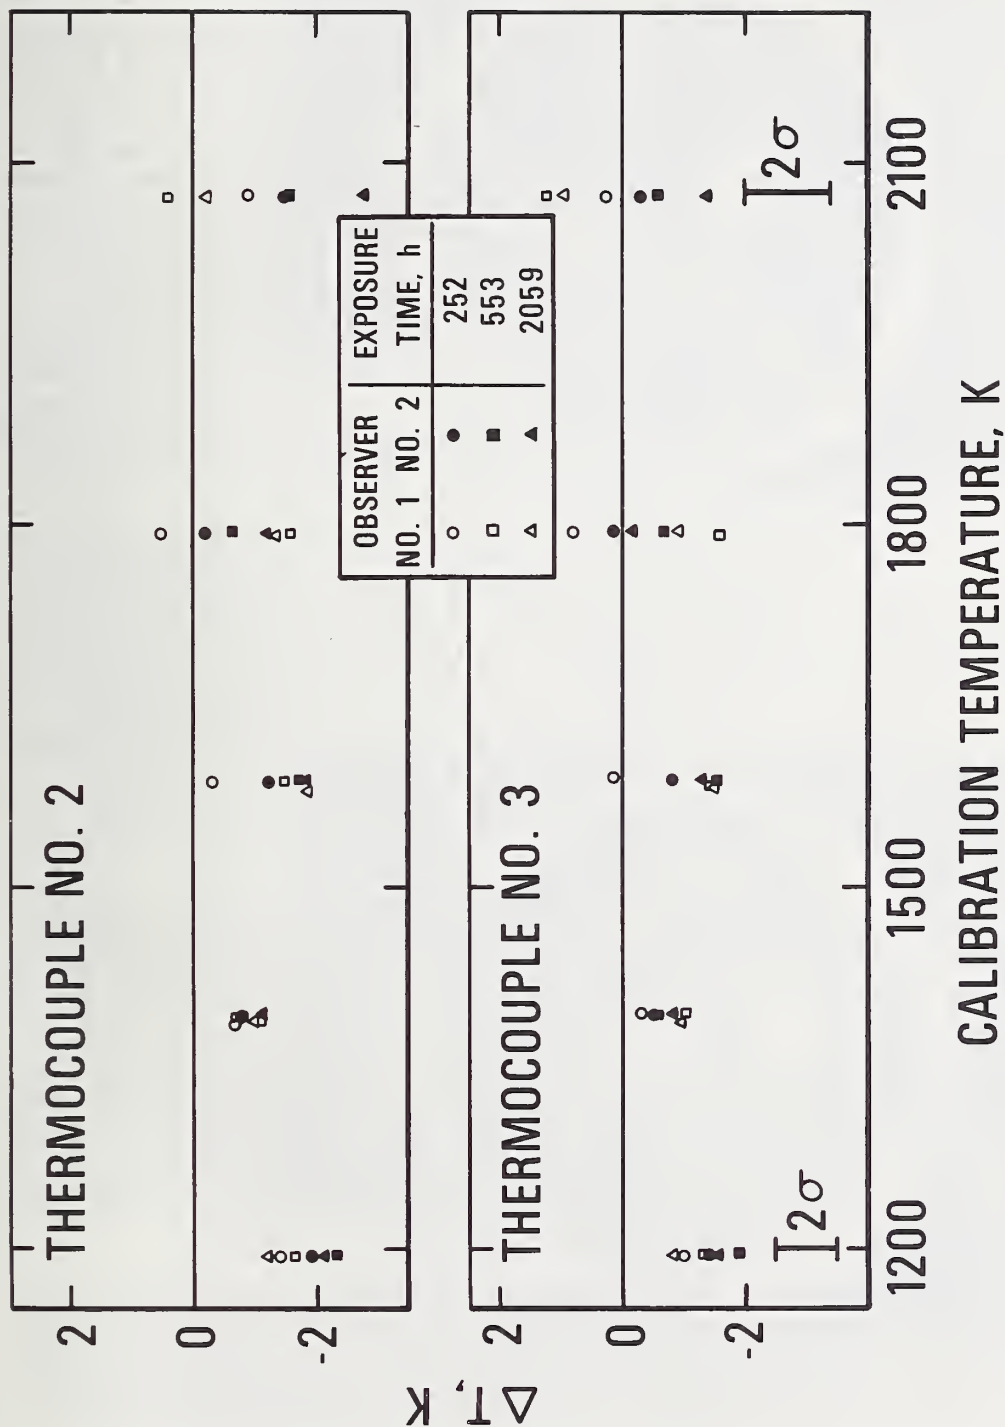 THERMOCOUPLE NO. 2
2
0
-2
OBSERVER EXPOSURE
NO. 1 NO. 2 TIME, h
252
553
2059
THERMOCOUPLE NO. 3
2
0
-2
2σ
2σ
ΔT, K
1200 1500 1800 2100
CALIBRATION TEMPERATURE, K